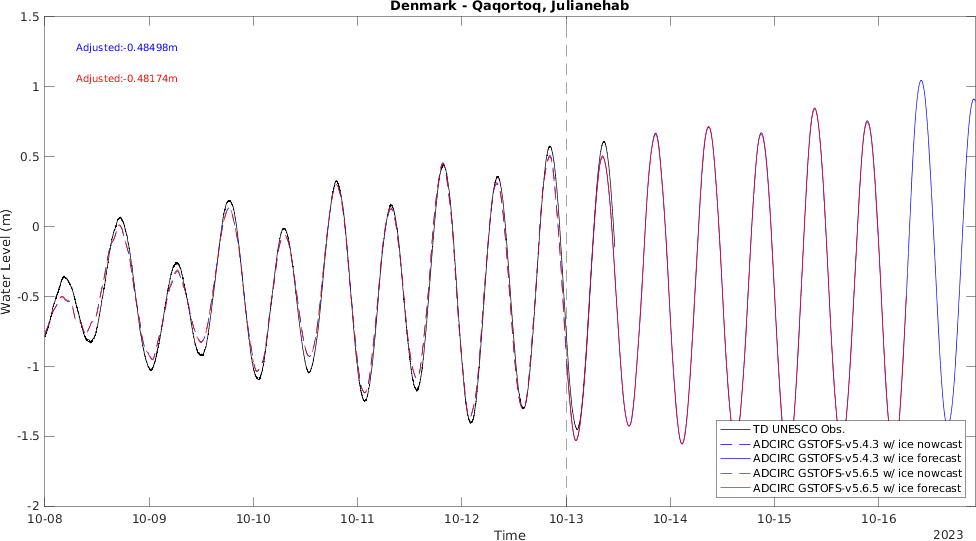 Denmark - Qaqortoq, Julianehab
Adjusted:-0.48498m
Adjusted:-0.48174m
1.5
1
0.5
0
-0.5
-1
-1.5
-2
Water Level (m)
TD UNESCO Obs.
ADCIRC GSTOFS-v5.4.3 w/ ice nowcast
ADCIRC GSTOFS-v5.4.3 w/ ice forecast
ADCIRC GSTOFS-v5.6.5 w/ ice nowcast
ADCIRC GSTOFS-v5.6.5 w/ ice forecast
10-08 10-09 10-10 10-11 10-12 10-13 10-14 10-15 10-16
Time
2023